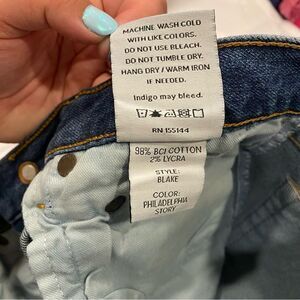 MACHINE WASH COLD
WITH LIKE COLORS.
DO NOT USE BLEACH.
DO NOT TUMBLE DRY.
HAND DRY / WARM IRON
IF NEEDED.
Indigo may bleed.
RN 155144
98% BCI COTTON
2% LYCRA
STYLE:
BLAKE
COLOR:
PHILADELPHIA
STORY